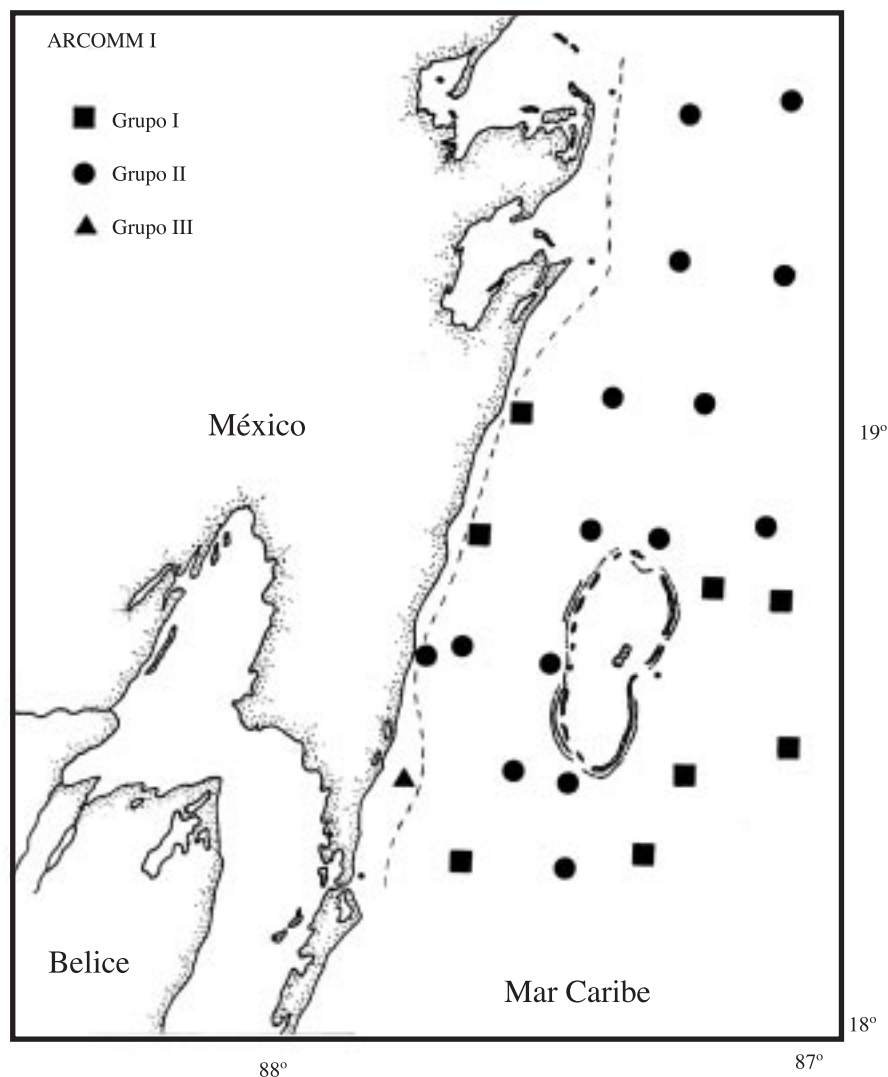 ARCOMM I
Grupo I
Grupo II
Grupo III
México
19º
Belice
Mar Caribe
18º
88º
87º